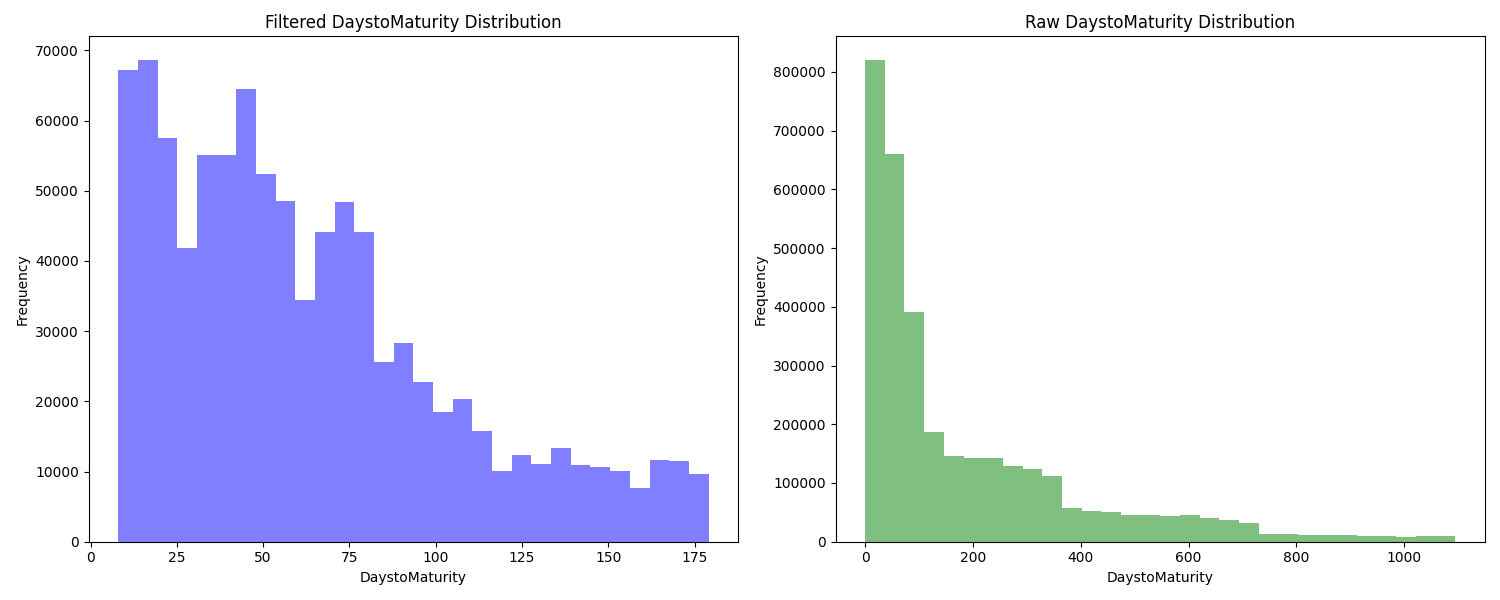 Filtered DaystoMaturity Distribution
70000
60000
50000
40000
30000
20000
10000
0
Frequency
0 25 50 75 100 125 150 175
DaystoMaturity
Raw DaystoMaturity Distribution
800000
700000
600000
500000
400000
300000
200000
100000
0
Frequency
0 200 400 600 800 1000
DaystoMaturity